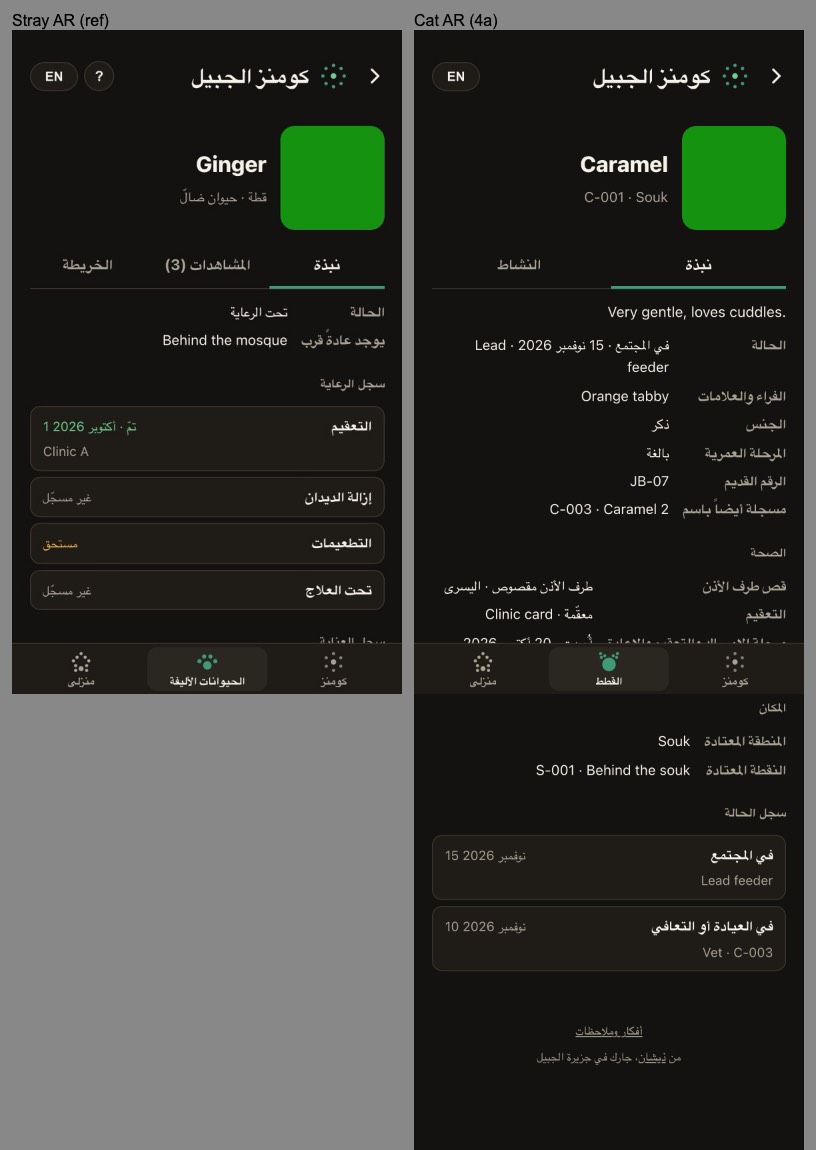 Stray AR (ref)
كومنز الجبيل
?
EN
Ginger
قطة · حيوان ضالّ
نبذة
المشاهدات (3)
الخريطة
الحالة تحت الرعاية
يوجد عادةً قرب Behind the mosque
سجل الرعاية
التعقيم تمّ · أكتوبر 2026 1
Clinic A
إزالة الديدان غير مسجّل
التطعيمات مستحق
تحت العلاج غير مسجّل
كومنز
الحيوانات الأليفة
منزلي
Cat AR (4a)
كومنز الجبيل
EN
Caramel
C-001 · Souk
نبذة
النشاط
Very gentle, loves cuddles.
الحالة في المجتمع · 15 نوفمبر 2026 · Lead
feeder
الفراء والعلامات Orange tabby
الجنس ذكر
المرحلة العمرية بالغة
الرقم القديم JB-07
مسجلة أيضاً باسم C-003 · Caramel 2
الصحة
قص طرف الأذن طرف الأذن مقصوص · اليسرى
التعقيم معقّمة · Clinic card
كومنز
القطط
منزلي
المكان
المنطقة المعتادة Souk
النقطة المعتادة S-001 · Behind the souk
سجل الحالة
في المجتمع نوفمبر 2026 15
Lead feeder
في العيادة أو التعافي نوفمبر 2026 10
Vet · C-003
أفكار وملاحظات
من ذيشان، جارك في جزيرة الجبيل